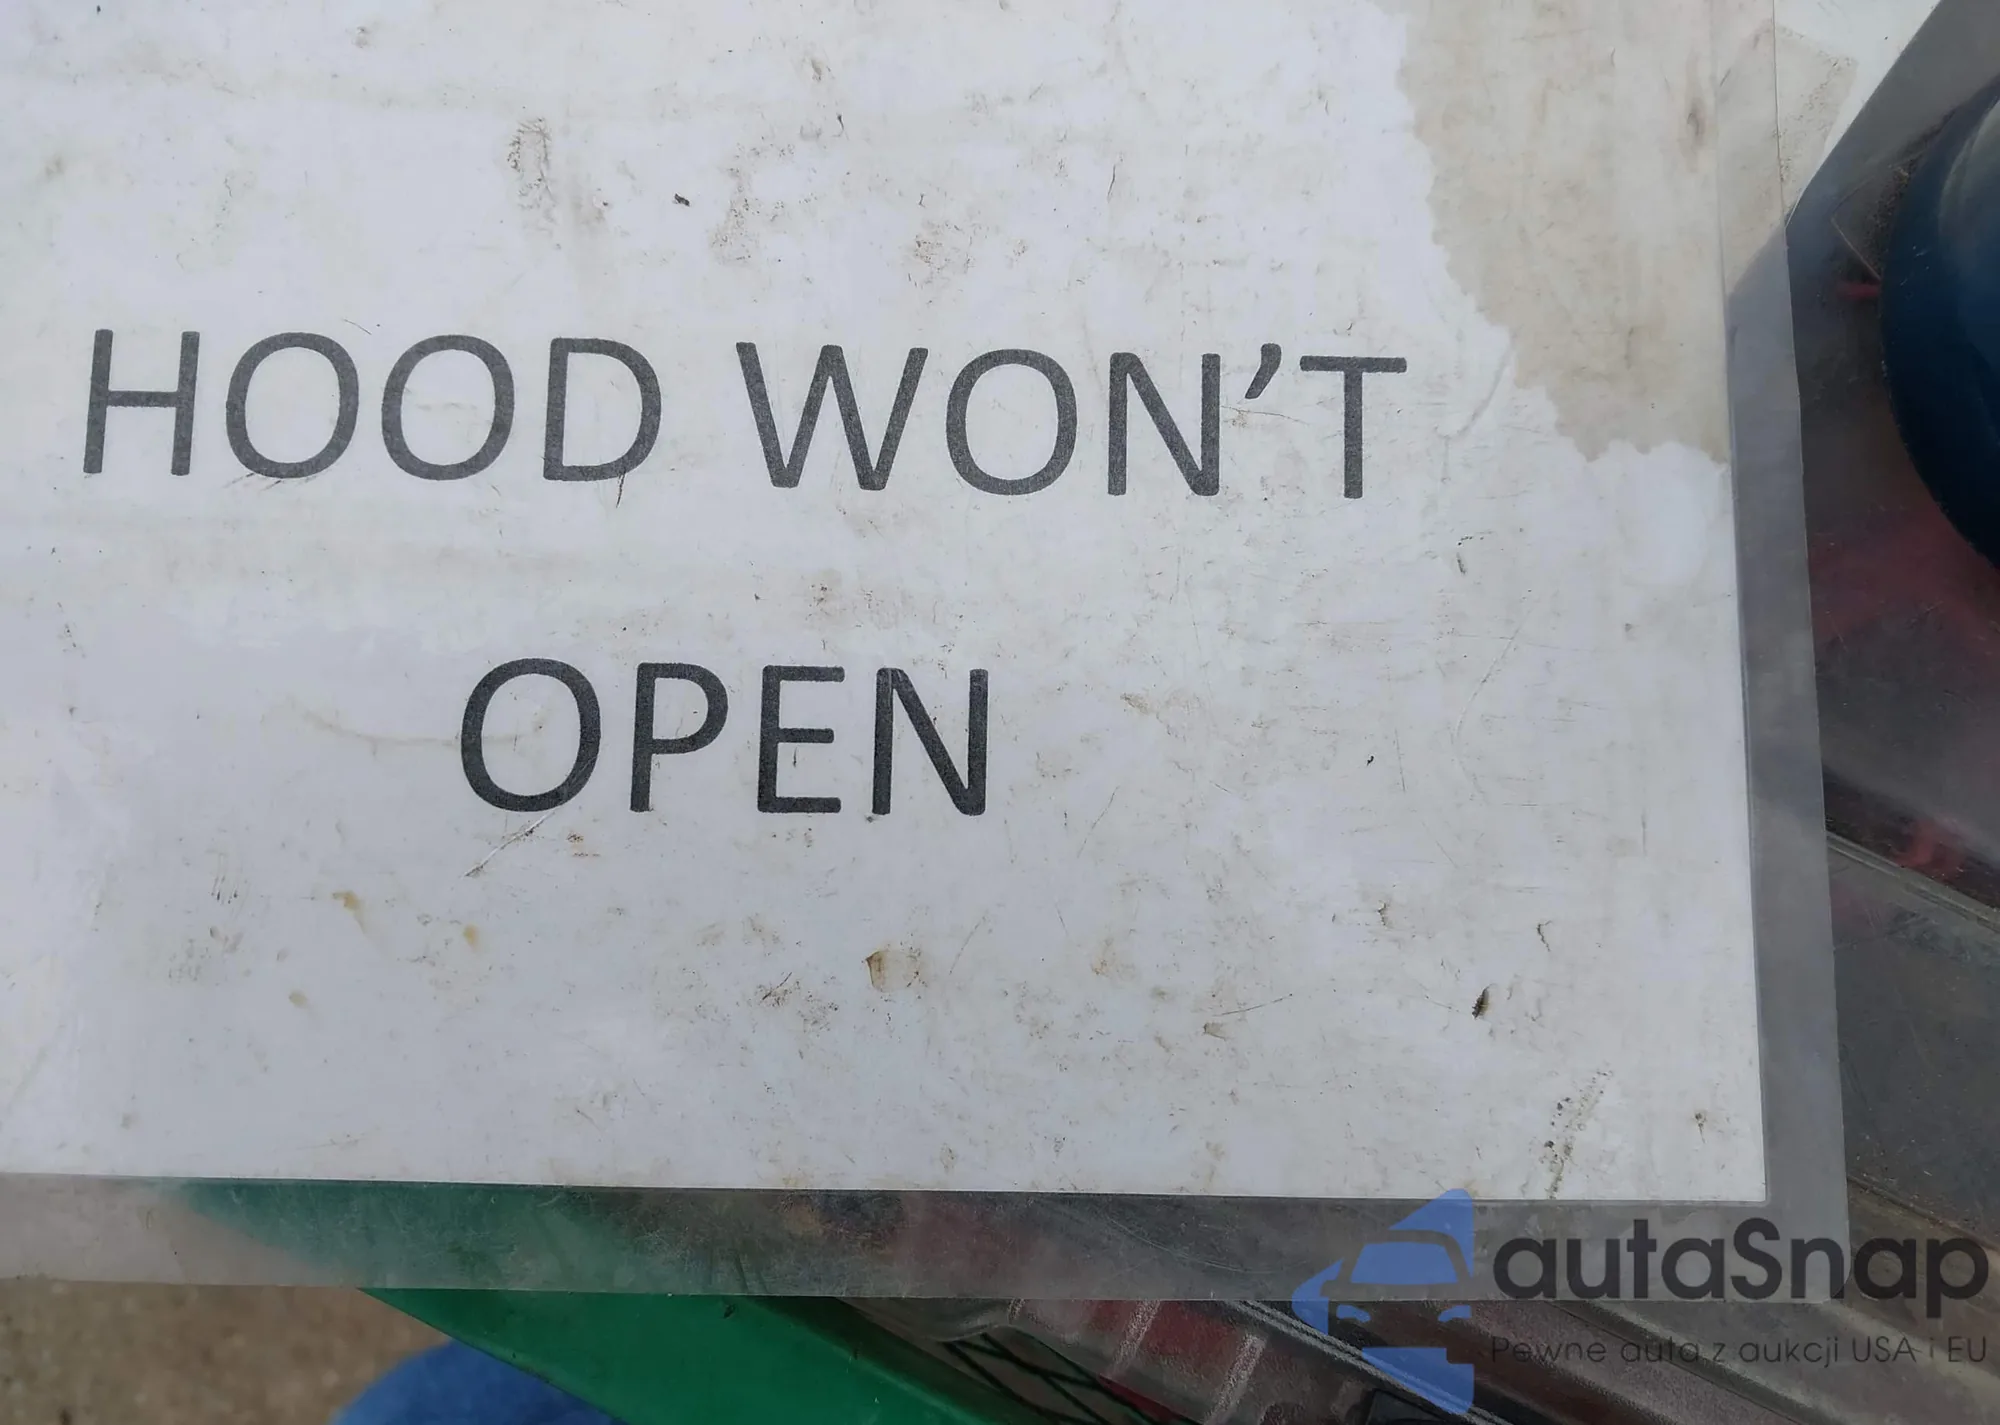 HOOD WON'T
OPEN
autaSnap
Pewne auta z aukcji USA i EU